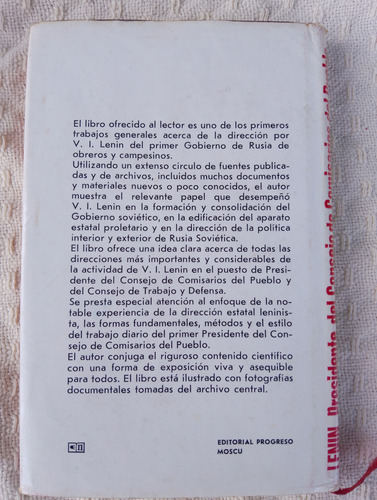 El libro ofrecido al lector es uno de los primeros
trabajos generales acerca de la dirección por
V. I. Lenin del primer Gobierno de Rusia de
obreros y campesinos.
Utilizando un extenso circulo de fuentes publica-
das y de archivos, incluidos muchos documentos
y materiales nuevos o poco conocidos, el autor
muestra el relevante papel que desempeñó
V. I. Lenin en la formación y consolidación del
Gobierno soviético, en la edificación del aparato
estatal proletario y en la dirección de la política
interior y exterior de Rusia Soviética.
El libro ofrece una idea clara acerca de todas las
direcciones más importantes y considerables de
la actividad de V. I. Lenin en el puesto de Presi-
dente del Consejo de Comisarios del Pueblo y
del Consejo de Trabajo y Defensa.
Se presta especial atención al enfoque de la no-
table experiencia de la dirección estatal leninis-
ta, las formas fundamentales, métodos y el estilo
del trabajo diario del primer Presidente del Con-
sejo de Comisarios del Pueblo.
El autor conjuga el riguroso contenido científico
con una forma de exposición viva y asequible
para todos. El libro está ilustrado con fotografías
documentales tomadas del archivo central.
EDITORIAL PROGRESO
MOSCU
LENIN, Presidente del Consejo de Comisarios del